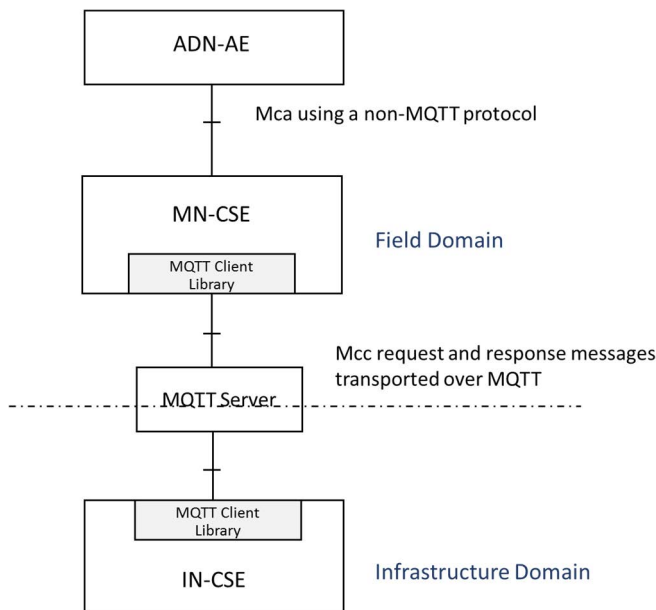 ADN-AE
Mca using a non-MQTT protocol
MN-CSE
Field Domain
MQTT Client
Library
Mcc request and response messages
transported over MQTT
MQTT Server
MQTT Client
Library
IN-CSE
Infrastructure Domain